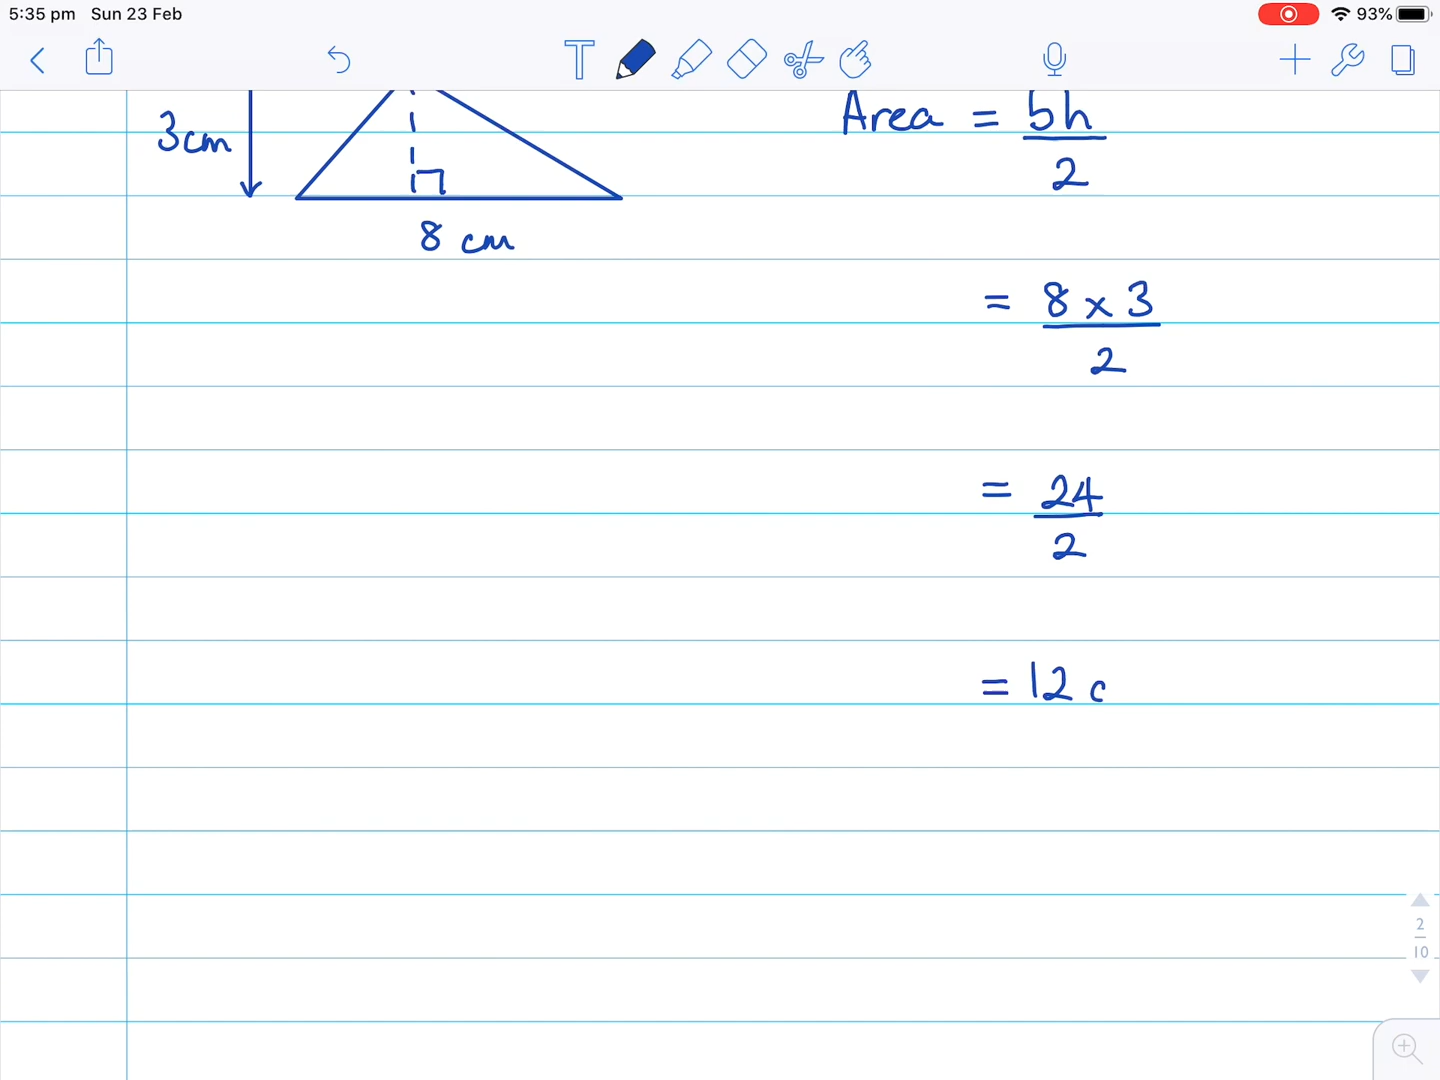 5:35 pm Sun 23 Feb 93%
T
3cm
8 cm
Area = bh
2
= 8 x 3
2
= 24
2
= 12 c
2
10